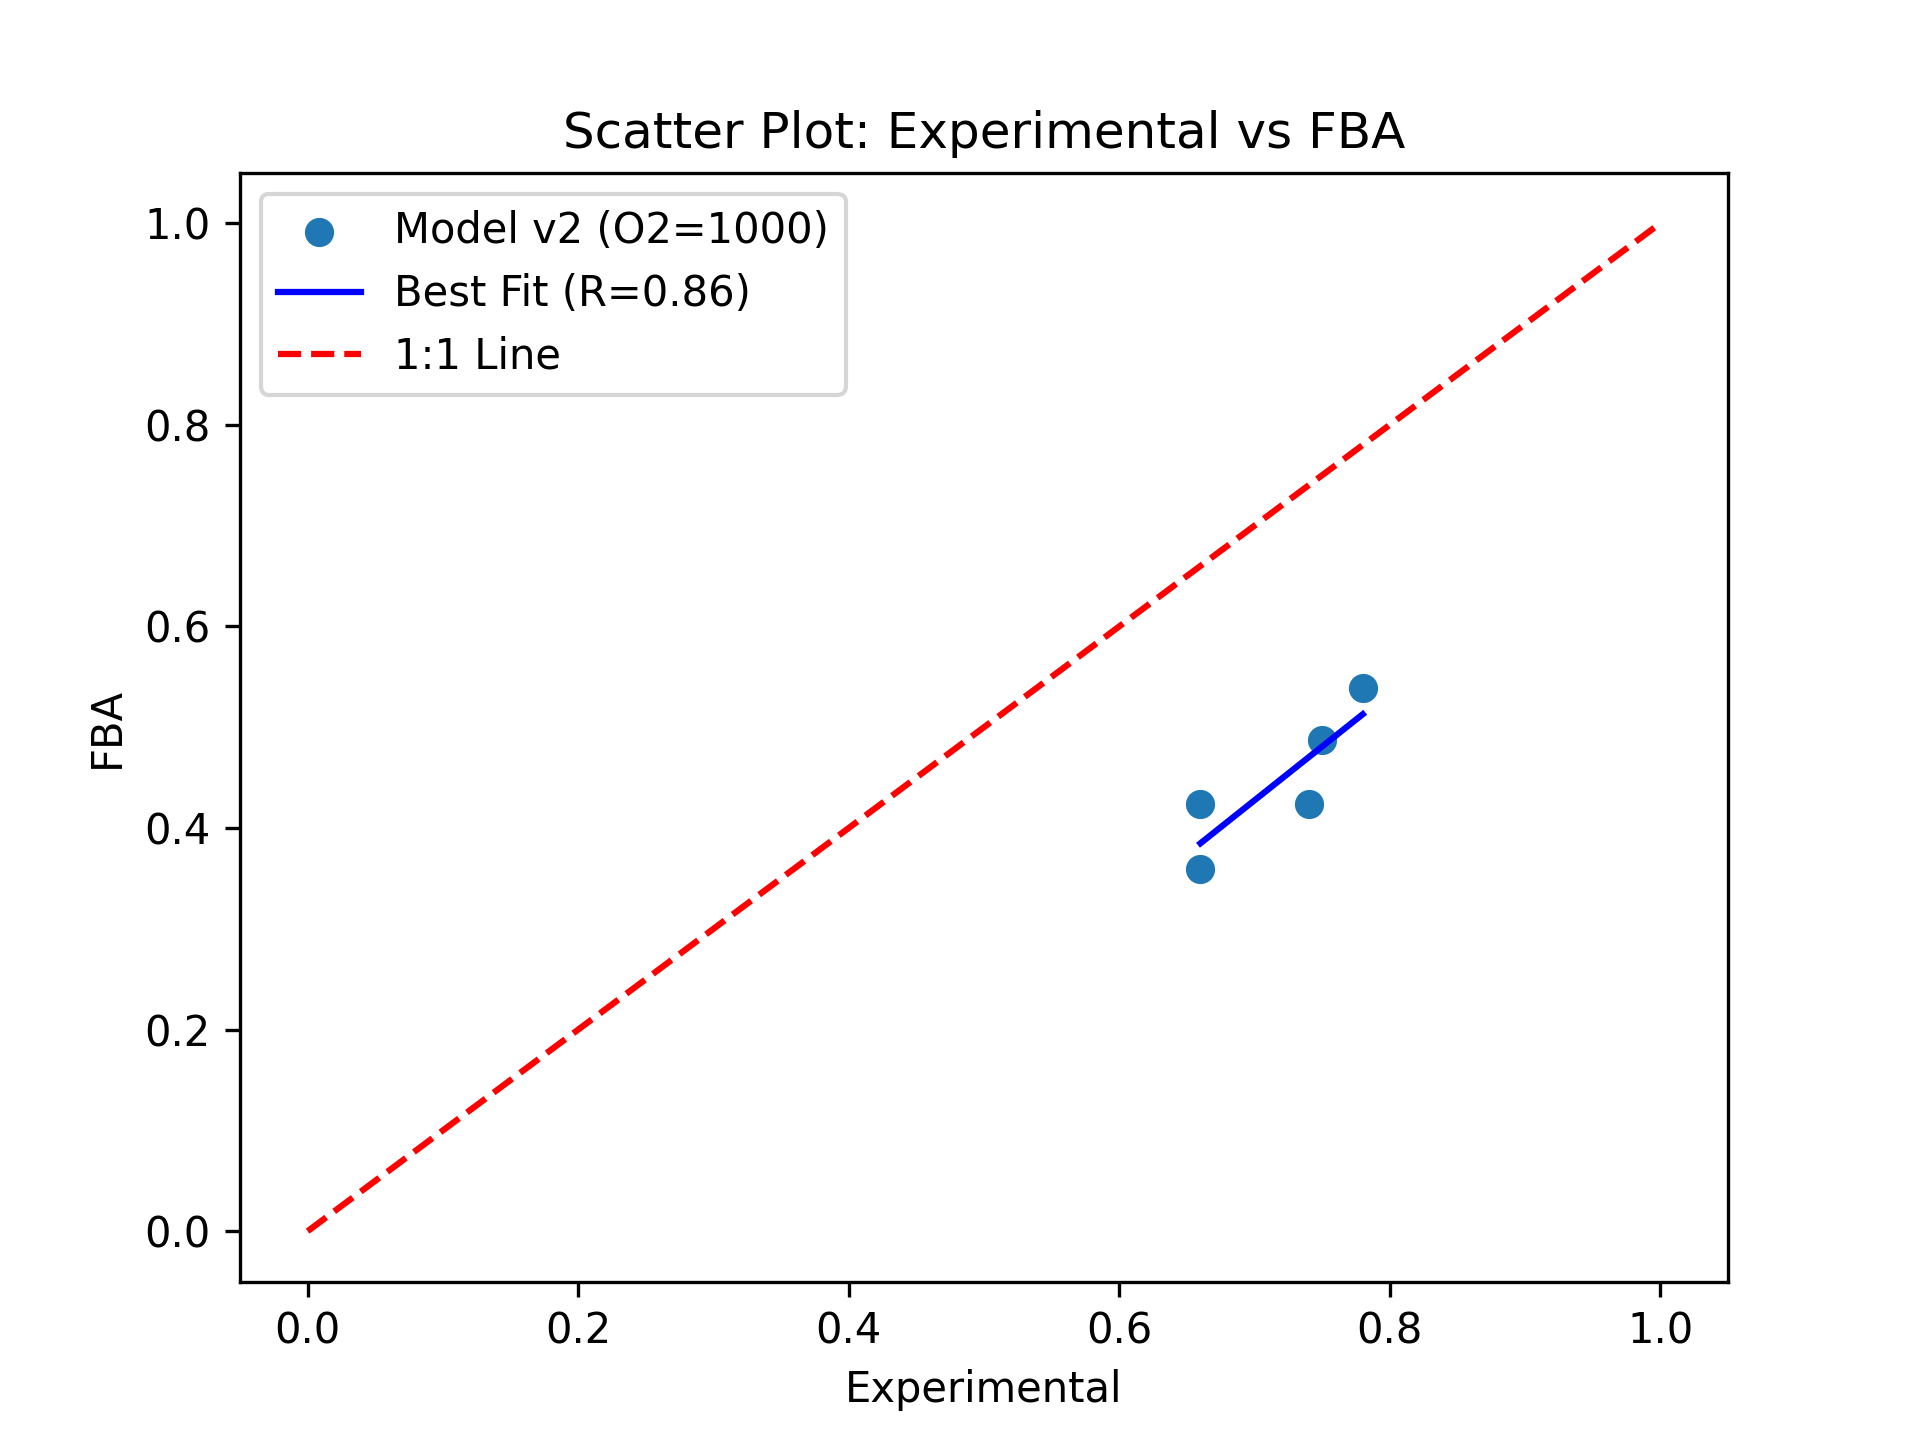 Scatter Plot: Experimental vs FBA
Model v2 (O2=1000)
Best Fit (R=0.86)
1:1 Line
1.0
0.8
0.6
0.4
0.2
0.0
FBA
0.0 0.2 0.4 0.6 0.8 1.0
Experimental